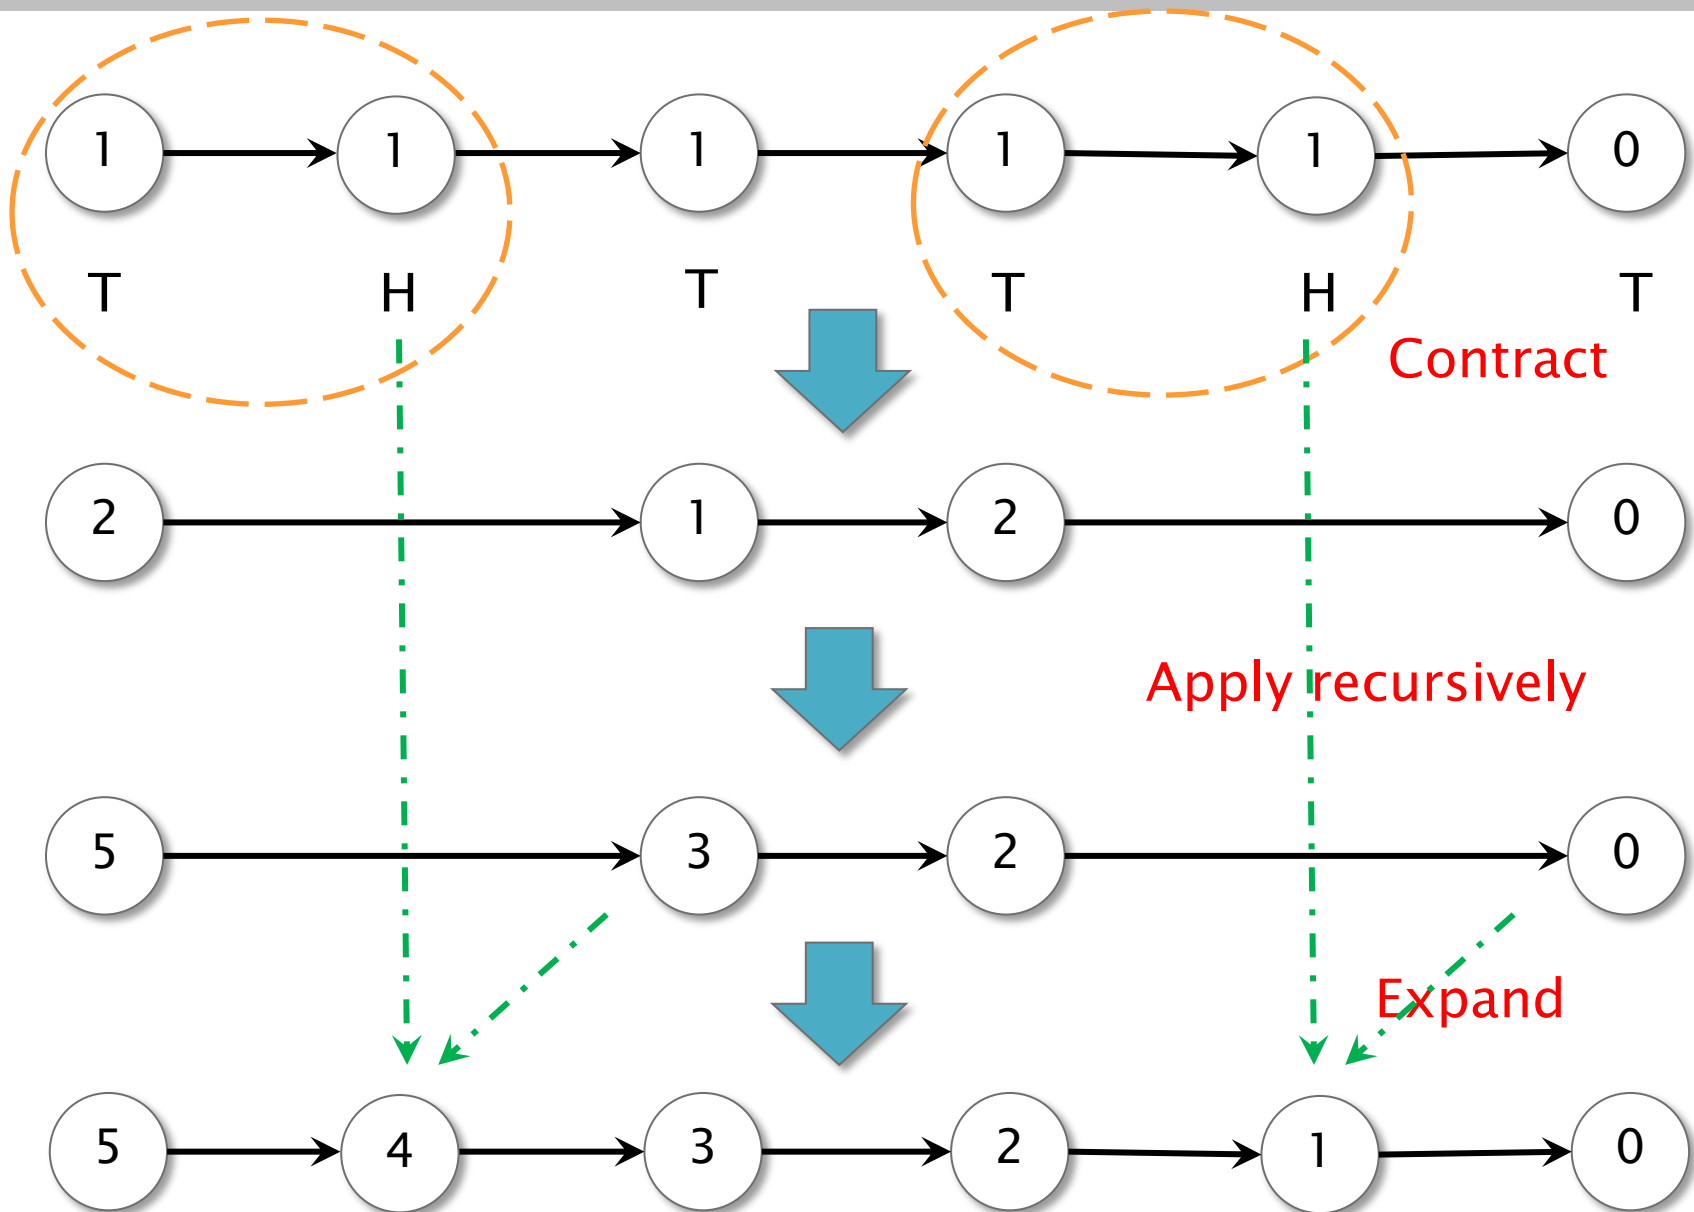 1 1 1 1 1 0
T H T T H T
Contract
2 1 2 0
Apply recursively
5 3 2 0
Expand
5 4 3 2 1 0